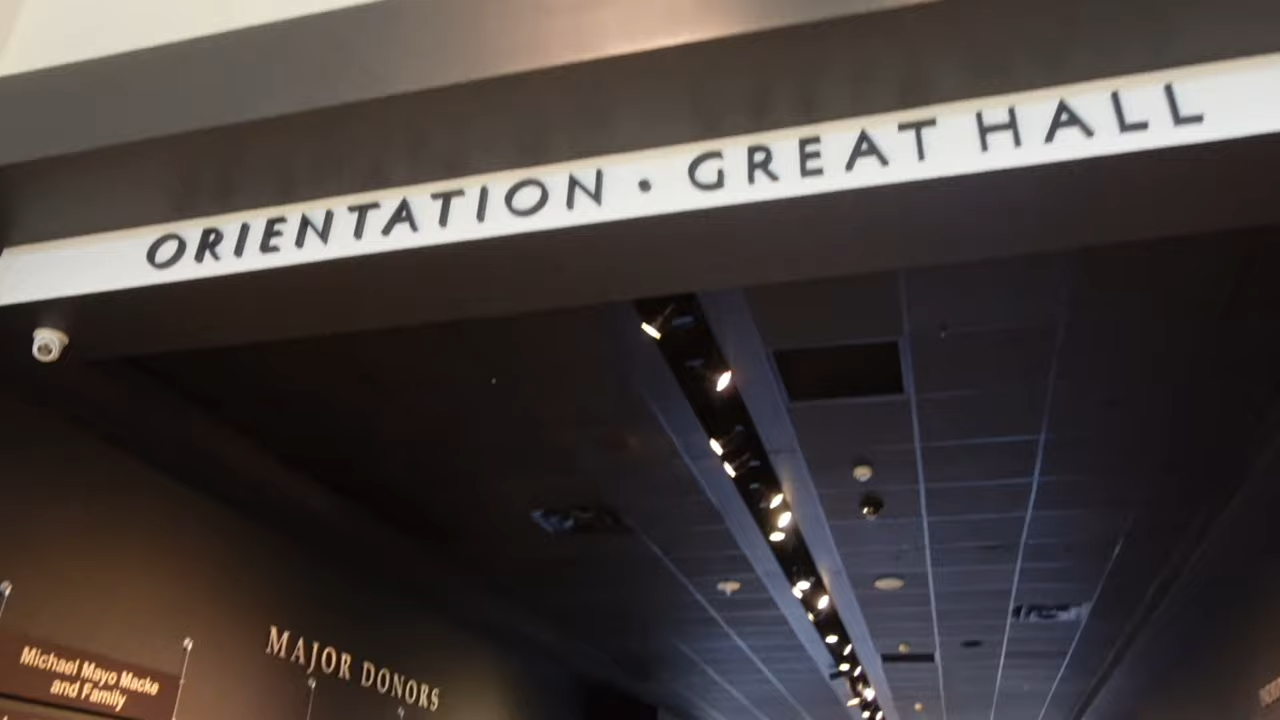 ORIENTATION • GREAT HALL
MAJOR DONORS
Michael Mayo Macke
and Family